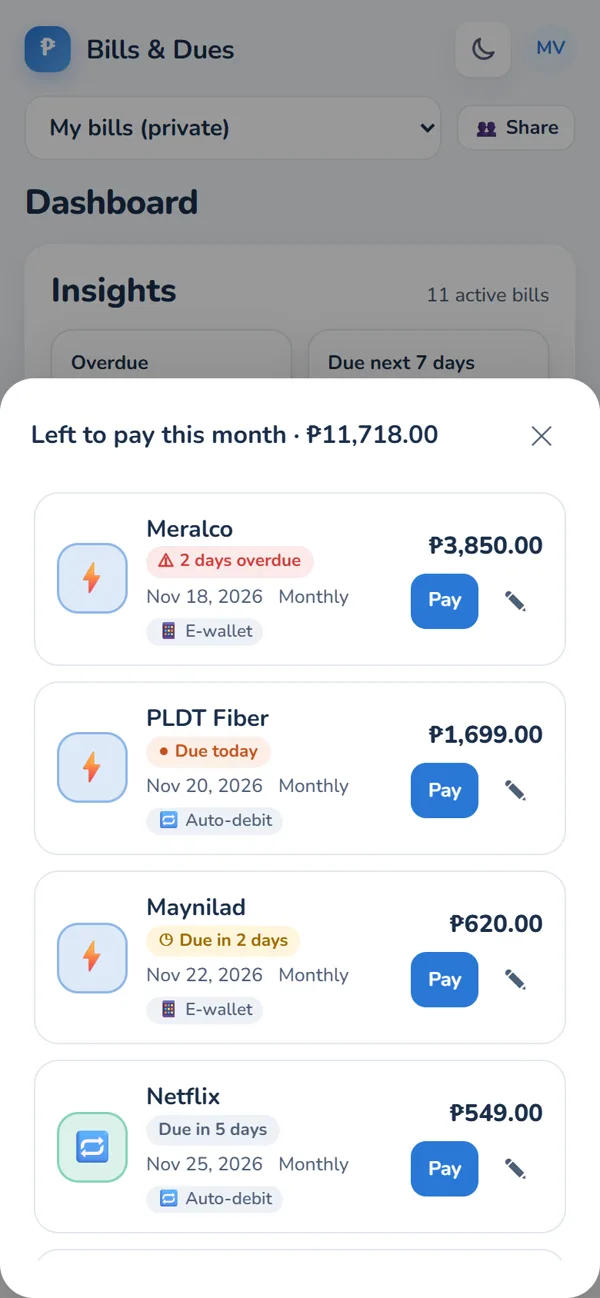 ₱ Bills & Dues MV
My bills (private) Share
Dashboard
Insights 11 active bills
Overdue Due next 7 days
Left to pay this month · ₱11,718.00
Meralco
2 days overdue
Nov 18, 2026 Monthly
E-wallet
₱3,850.00
Pay
PLDT Fiber
Due today
Nov 20, 2026 Monthly
Auto-debit
₱1,699.00
Pay
Maynilad
Due in 2 days
Nov 22, 2026 Monthly
E-wallet
₱620.00
Pay
Netflix
Due in 5 days
Nov 25, 2026 Monthly
Auto-debit
₱549.00
Pay